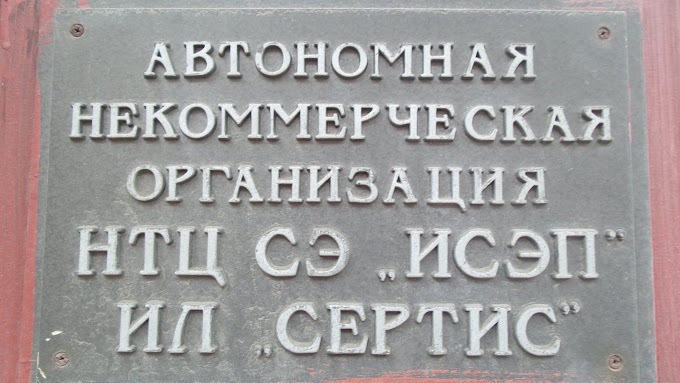 АВТОНОМНАЯ
НЕКОММЕРЧЕСКАЯ
ОРГАНИЗАЦИЯ
НТЦ СЭ „ИСЭП”
ИЛ „СЕРТИС”